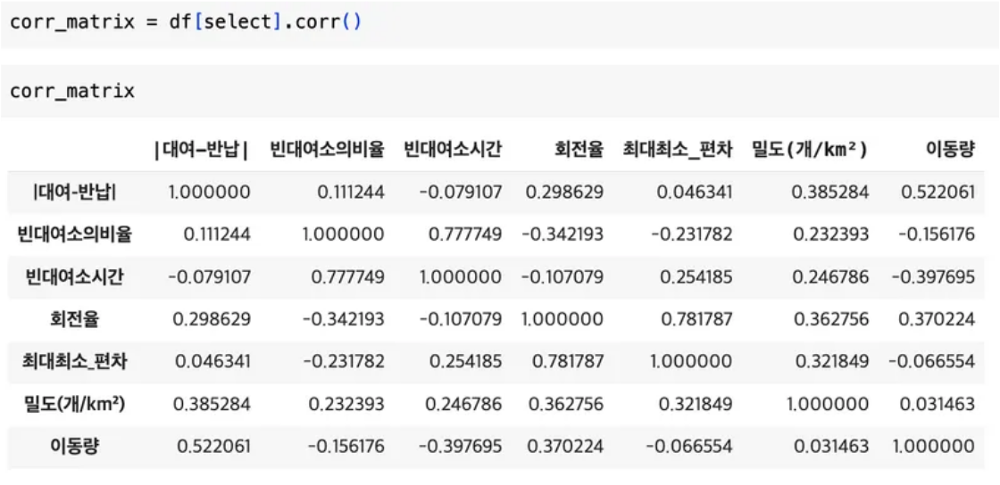 corr_matrix = df[select].corr()
corr_matrix
|대여-반납| 빈대여소의비율 빈대여소시간 회전율 최대최소_편차 밀도(개/km²) 이동량
|대여-반납| 1.000000 0.111244 -0.079107 0.298629 0.046341 0.385284 0.522061
빈대여소의비율 0.111244 1.000000 0.777749 -0.342193 -0.231782 0.232393 -0.156176
빈대여소시간 -0.079107 0.777749 1.000000 -0.107079 0.254185 0.246786 -0.397695
회전율 0.298629 -0.342193 -0.107079 1.000000 0.781787 0.362756 0.370224
최대최소_편차 0.046341 -0.231782 0.254185 0.781787 1.000000 0.321849 -0.066554
밀도(개/km²) 0.385284 0.232393 0.246786 0.362756 0.321849 1.000000 0.031463
이동량 0.522061 -0.156176 -0.397695 0.370224 -0.066554 0.031463 1.000000